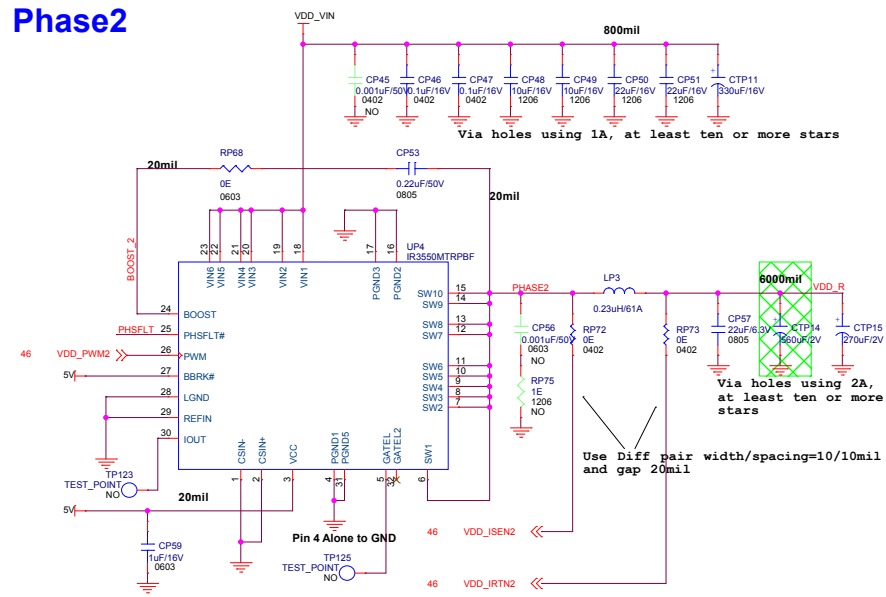 Phase2
VDD_VIN
800mil
CP45
0.001uF/50V
0402
NO
CP46
0.1uF/16V
0402
CP47
0.1uF/16V
0402
CP48
10uF/16V
1206
CP49
10uF/16V
1206
CP50
22uF/16V
1206
CP51
22uF/16V
1206
CTP11
330uF/16V
Via holes using 1A, at least ten or more stars
20mil
RP68
0E
0603
CP53
0.22uF/50V
0805
20mil
BOOST_2
23
22
21
20
19
18
17
16
VIN6
VIN5
VIN4
VIN3
VIN2
VIN1
PGND3
PGND2
UP4
IR3550MTRPBF
24
BOOST
PHSFLT
25
PHSFLT#
46
VDD_PWM2
26
PWM
5V
27
BBRK#
28
LGND
29
REFIN
30
IOUT
SW10
15
SW9
14
SW8
13
SW7
12
SW6
11
SW5
10
SW4
9
SW3
8
SW2
7
CSIN-
CSIN+
VCC
PGND1
PGND5
GATEL
GATEL2
SW1
1
2
3
4
31
5
32
6
PHASE2
LP3
0.23uH/61A
6000mil
VDD_R
CP56
0.001uF/50V
0603
NO
RP75
1E
1206
NO
RP72
0E
0402
RP73
0E
0402
CP57
22uF/6.3V
0805
CTP14
560uF/2V
CTP15
270uF/2V
Via holes using 2A,
at least ten or more
stars
Use Diff pair width/spacing=10/10mil
and gap 20mil
TP123
TEST_POINT
NO
20mil
5V
CP59
1uF/16V
0603
Pin 4 Alone to GND
TP125
TEST_POINT
NO
46
VDD_ISEN2
46
VDD_IRTN2